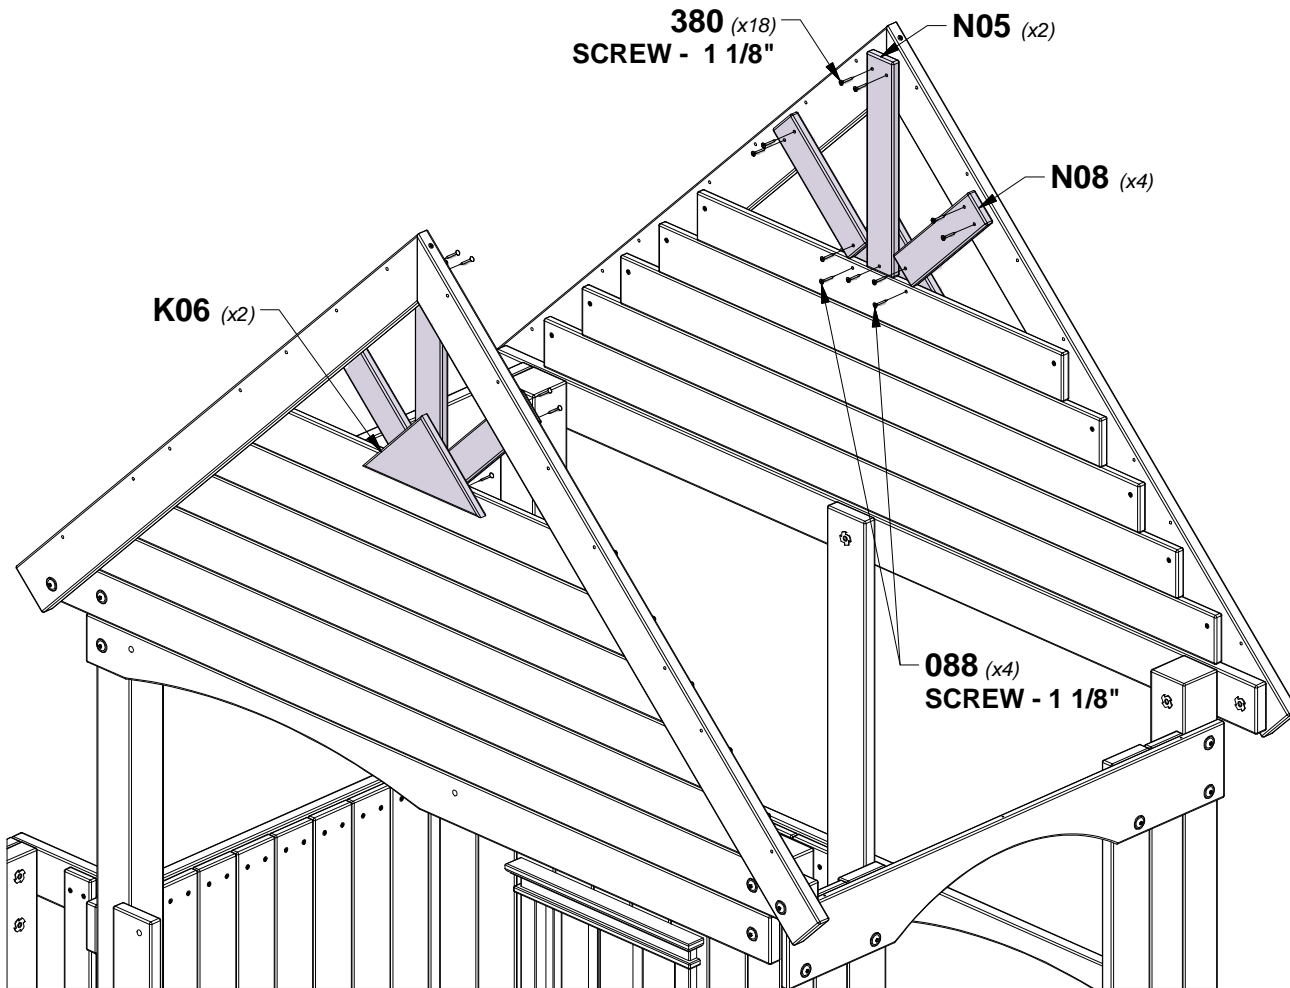 380 (x18)
SCREW - 1 1/8"
N05 (x2)
N08 (x4)
K06 (x2)
088 (x4)
SCREW - 1 1/8"